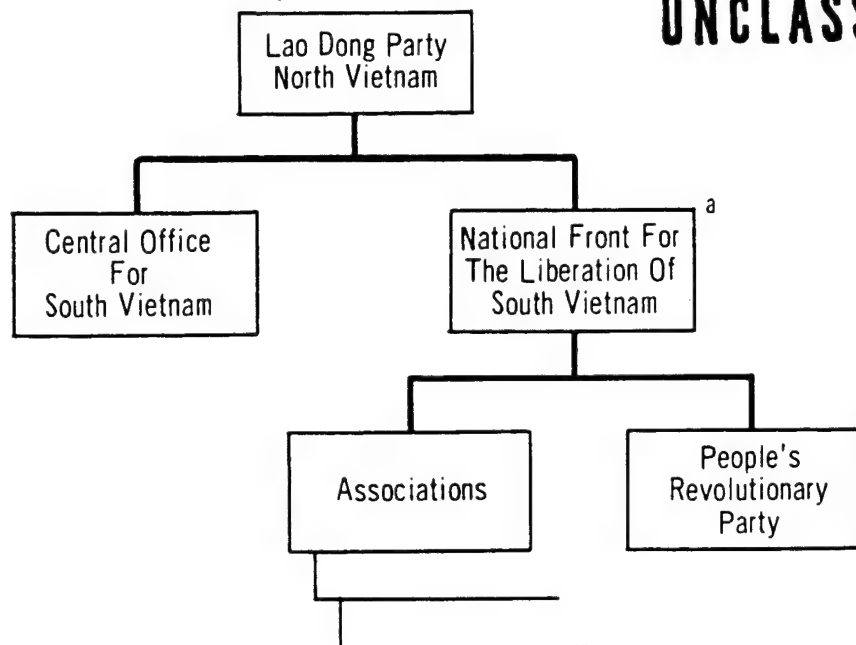 UNCLASS
Lao Dong Party
North Vietnam
Central Office
For
South Vietnam
National Front For
The Liberation Of
South Vietnam
a
Associations
People's
Revolutionary
Party